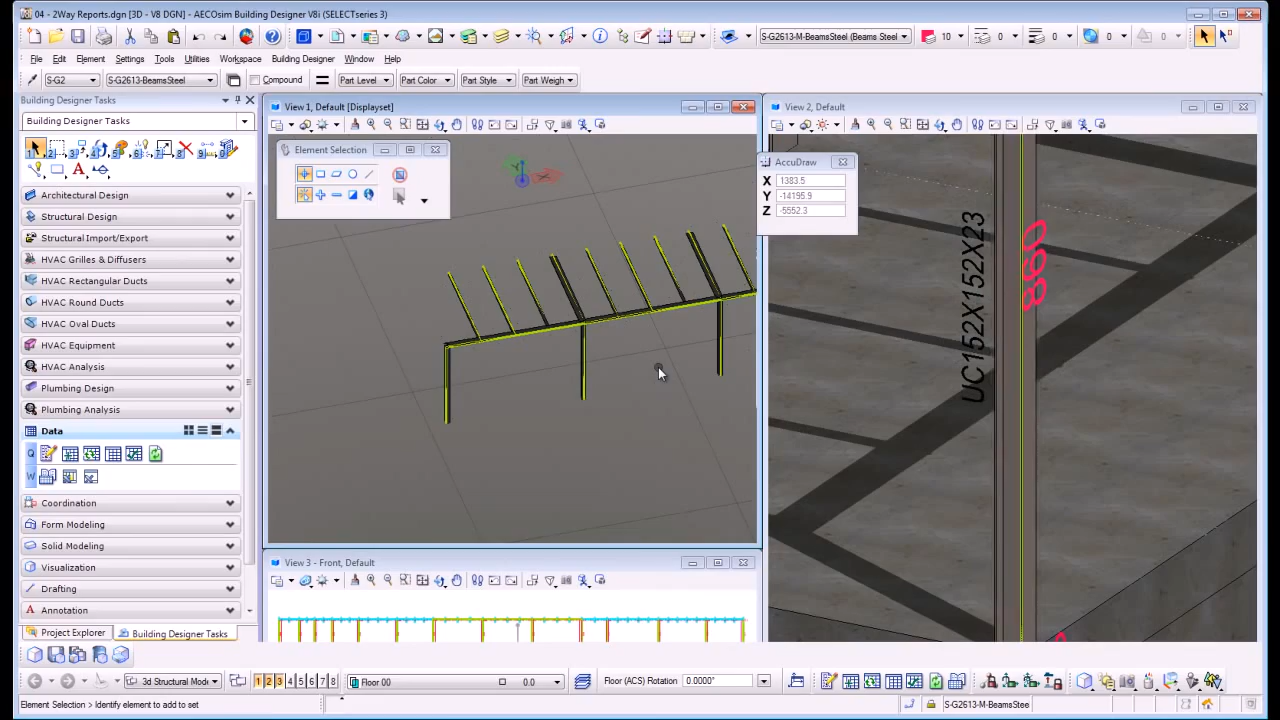 04 - 2Way Reports.dgn [3D - V8 DGN] - AECOsim Building Designer V8i (SELECTseries 3)
S-G2613-M-BeamsSteel (Beams Steel
10
0
0
0
0
File Edit Element Settings Tools Utilities Workspace Building Designer Window Help
S-G2
S-G2613-BeamsSteel
Compound
Part Level
Part Color
Part Style
Part Weigh
Building Designer Tasks
Building Designer Tasks
Architectural Design
Structural Design
Structural Import/Export
HVAC Grilles & Diffusers
HVAC Rectangular Ducts
HVAC Round Ducts
HVAC Oval Ducts
HVAC Equipment
HVAC Analysis
Plumbing Design
Plumbing Analysis
Data
Q
W
Coordination
Form Modeling
Solid Modeling
Visualization
Drafting
Annotation
Project Explorer
Building Designer Tasks
View 1, Default [Displayset]
Element Selection
View 2, Default
AccuDraw
X 1383.5
Y -14195.9
Z -5552.3
UC152X152X23
098
View 3 - Front, Default
3d Structural Mode
1 2 3 4 5 6 7 8
Floor 00
0.0
Floor (ACS) Rotation
0.0000°
Element Selection > Identify element to add to set
S-G2613-M-BeamsStee